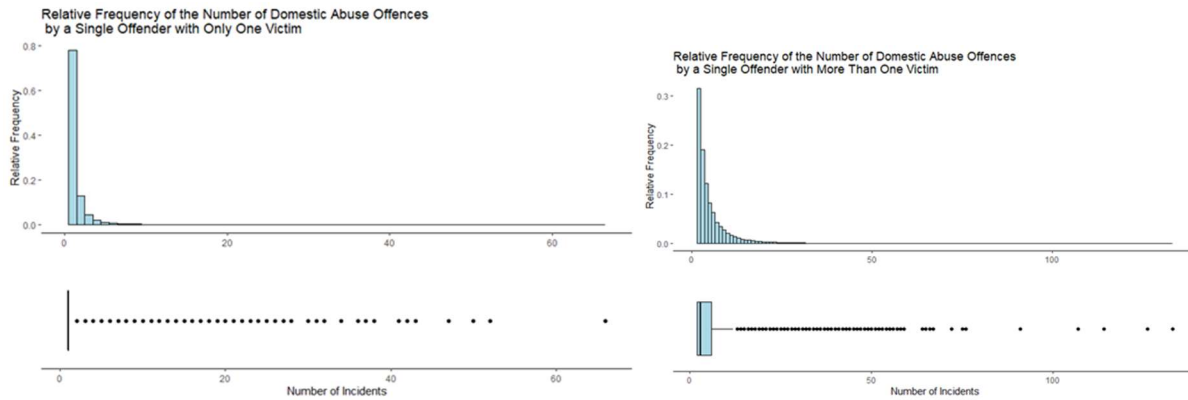 Relative Frequency of the Number of Domestic Abuse Offences
by a Single Offender with Only One Victim
0.8
0.6
0.4
0.2
0.0
Relative Frequency
0
20
40
60
0
20
40
60
Number of Incidents
Relative Frequency of the Number of Domestic Abuse Offences
by a Single Offender with More Than One Victim
0.3
0.2
0.1
0.0
Relative Frequency
0
50
100
0
50
100
Number of Incidents